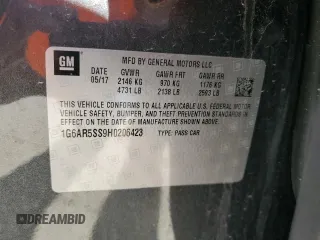 GM
MFD BY GENERAL MOTORS LLC
DATE GVWR GAWR FRT GAWR RR
05/17 2146 KG 970 KG 1176 KG
4731 LB 2138 LB 2593 LB
THIS VEHICLE CONFORMS TO ALL APPLICABLE U.S. FEDERAL MOTOR
VEHICLE SAFETY, BUMPER, AND THEFT PREVENTION STANDARDS
IN EFFECT ON THE DATE OF MANUFACTURE SHOWN ABOVE.
1G6AR5SS9H0206423 TYPE: PASS CAR
DREAMBID